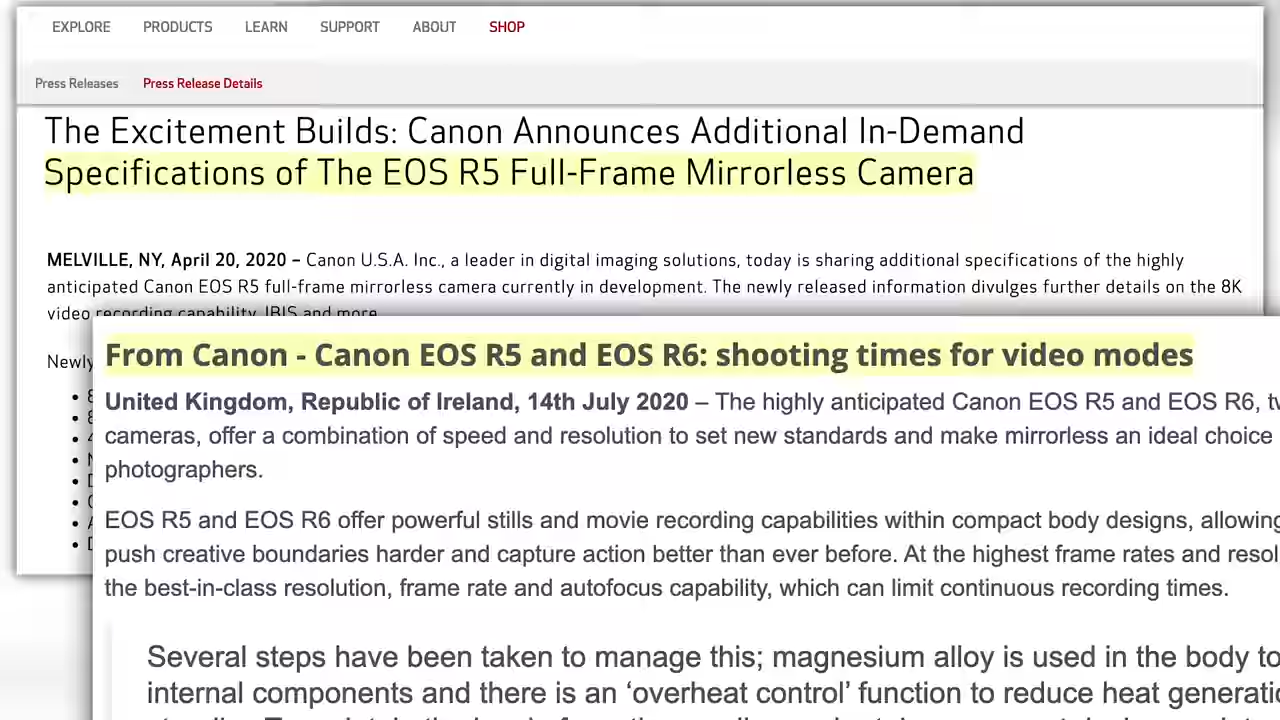 EXPLORE PRODUCTS LEARN SUPPORT ABOUT SHOP
Press Releases Press Release Details
The Excitement Builds: Canon Announces Additional In-Demand
Specifications of The EOS R5 Full-Frame Mirrorless Camera
MELVILLE, NY, April 20, 2020 – Canon U.S.A. Inc., a leader in digital imaging solutions, today is sharing additional specifications of the highly
anticipated Canon EOS R5 full-frame mirrorless camera currently in development. The newly released information divulges further details on the 8K
video recording capability, IBIS and more.
Newly
From Canon - Canon EOS R5 and EOS R6: shooting times for video modes
United Kingdom, Republic of Ireland, 14th July 2020 – The highly anticipated Canon EOS R5 and EOS R6,
cameras, offer a combination of speed and resolution to set new standards and make mirrorless an ideal choice
photographers.
EOS R5 and EOS R6 offer powerful stills and movie recording capabilities within compact body designs, allowing
push creative boundaries harder and capture action better than ever before. At the highest frame rates and
the best-in-class resolution, frame rate and autofocus capability, which can limit continuous recording times.
Several steps have been taken to manage this; magnesium alloy is used in the body to
internal components and there is an ‘overheat control’ function to reduce heat